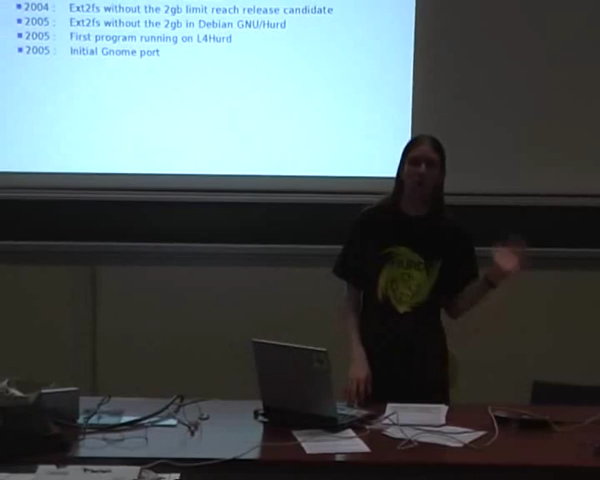 2004 : Ext2fs without the 2gb limit reach release candidate
2005 : Ext2fs without the 2gb in Debian GNU/Hurd
2005 : First program running on L4Hurd
2005 : Initial Gnome port